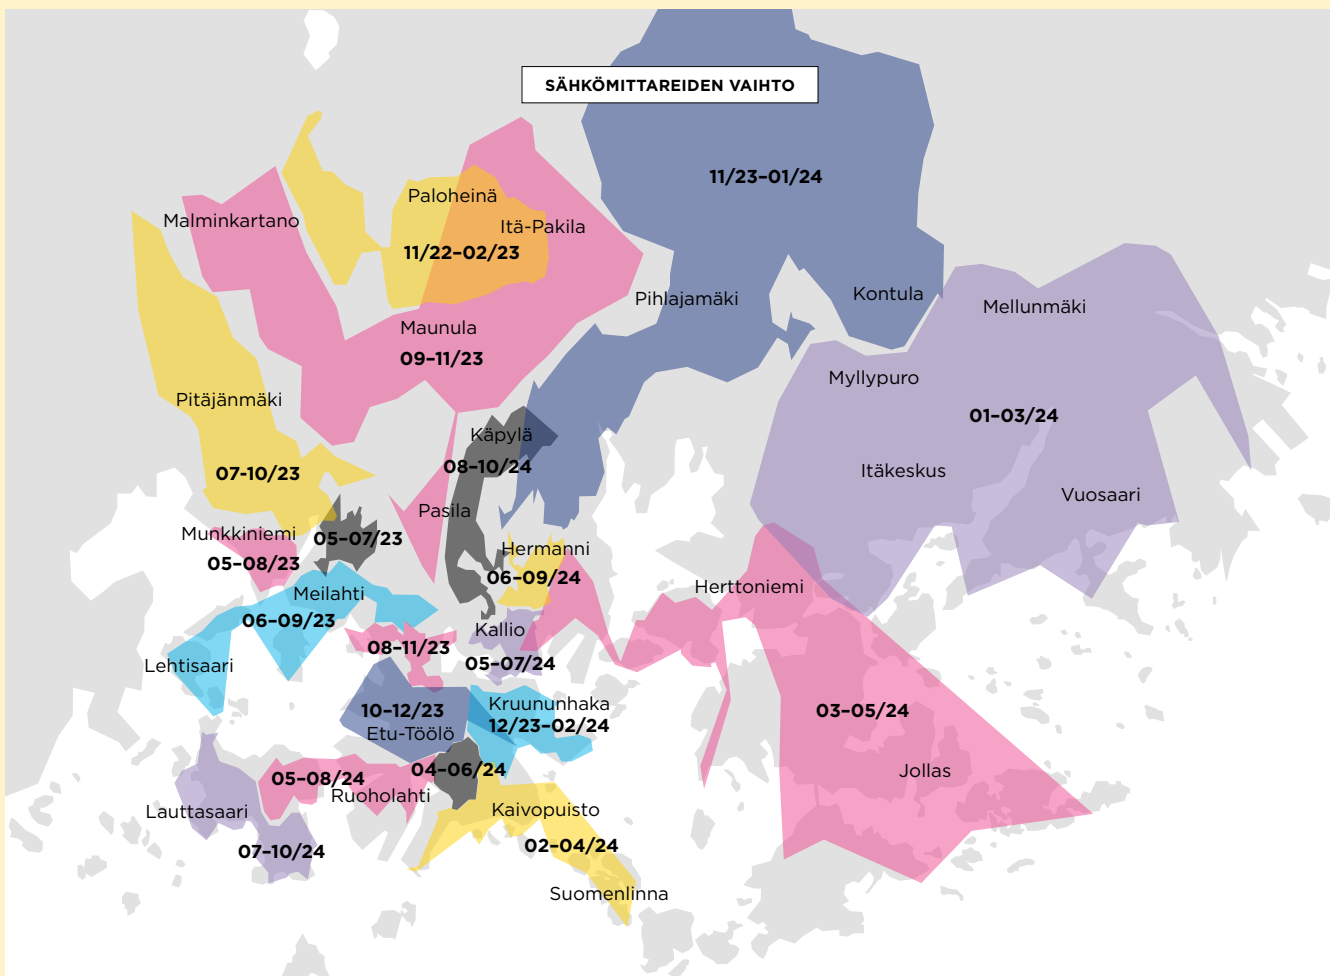 SÄHKÖMITTAREIDEN VAIHTO
11/23–01/24
Paloheinä
Malminkartano
Itä-Pakila
11/22–02/23
Pihlajamäki
Kontula
Mellunmäki
Maunula
09–11/23
Myllypuro
Pitäjänmäki
01–03/24
Käpylä
08–10/24
07-10/23
Itäkeskus
Vuosaari
Pasila
Munkkiniemi
05–07/23
Hermanni
05–08/23
06–09/24
Meilahti
Herttoniemi
06–09/23
Kallio
08–11/23
05–07/24
Lehtisaari
Kruununhaka
10–12/23
12/23–02/24
03–05/24
Etu-Töölö
04–06/24
05–08/24
Jollas
Ruoholahti
Lauttasaari
Kaivopuisto
07–10/24
02–04/24
Suomenlinna